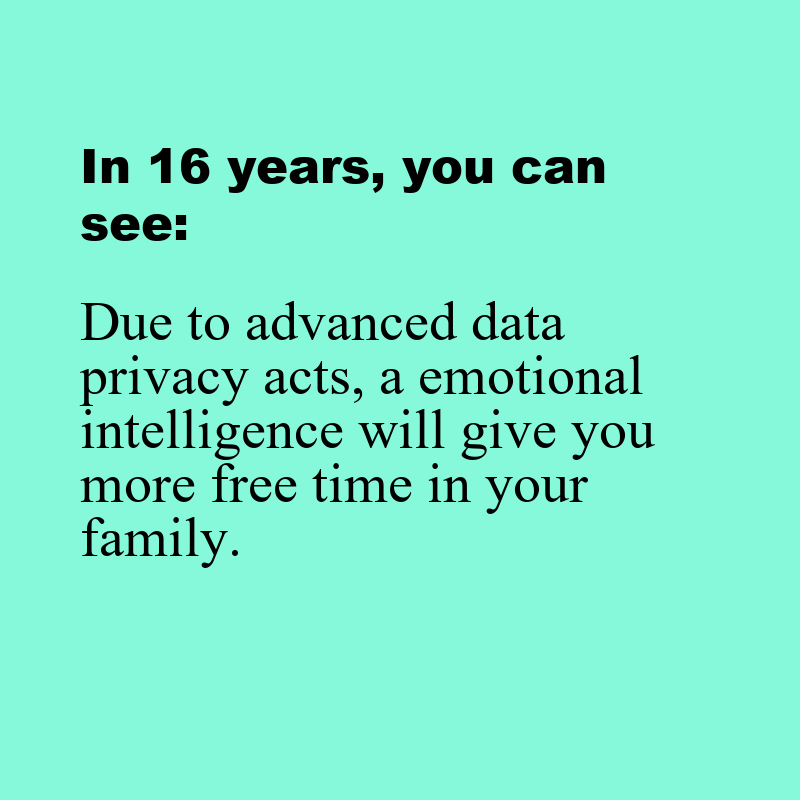 In 16 years, you can
see:
Due to advanced data
privacy acts, a emotional
intelligence will give you
more free time in your
family.